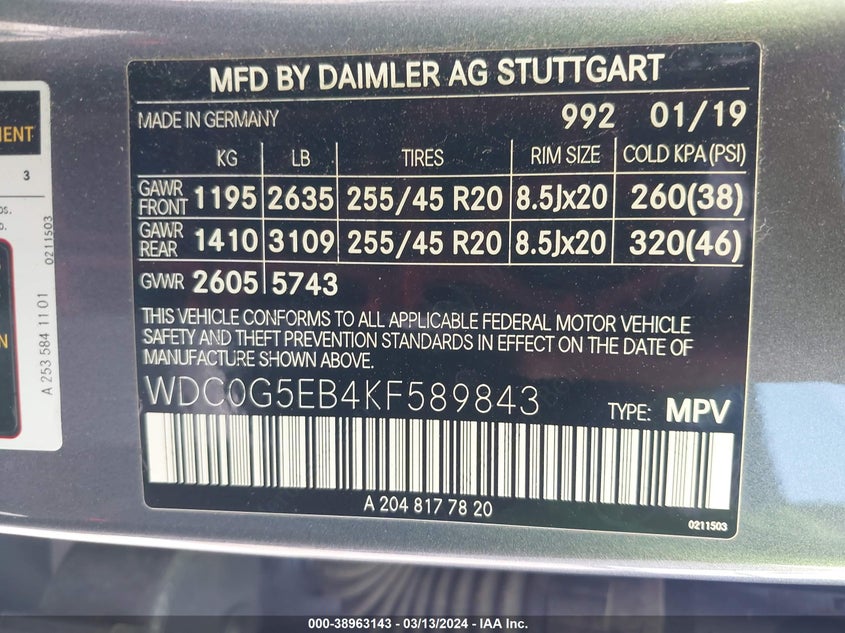 MENT
3
DS.
D.
0211503
A 253 584 11 01
N
MFD BY DAIMLER AG STUTTGART
MADE IN GERMANY 992 01/19
KG LB TIRES RIM SIZE COLD KPA (PSI)
GAWR FRONT 1195 2635 255/45 R20 8.5Jx20 260(38)
GAWR REAR 1410 3109 255/45 R20 8.5Jx20 320(46)
GVWR 2605 5743
THIS VEHICLE CONFORMS TO ALL APPLICABLE FEDERAL MOTOR VEHICLE
SAFETY AND THEFT PREVENTION STANDARDS IN EFFECT ON THE DATE OF
MANUFACTURE SHOWN ABOVE.
WDC0G5EB4KF589843 TYPE: MPV
A 204 817 78 20
0211503
000-38963143 - 03/13/2024 - IAA Inc.